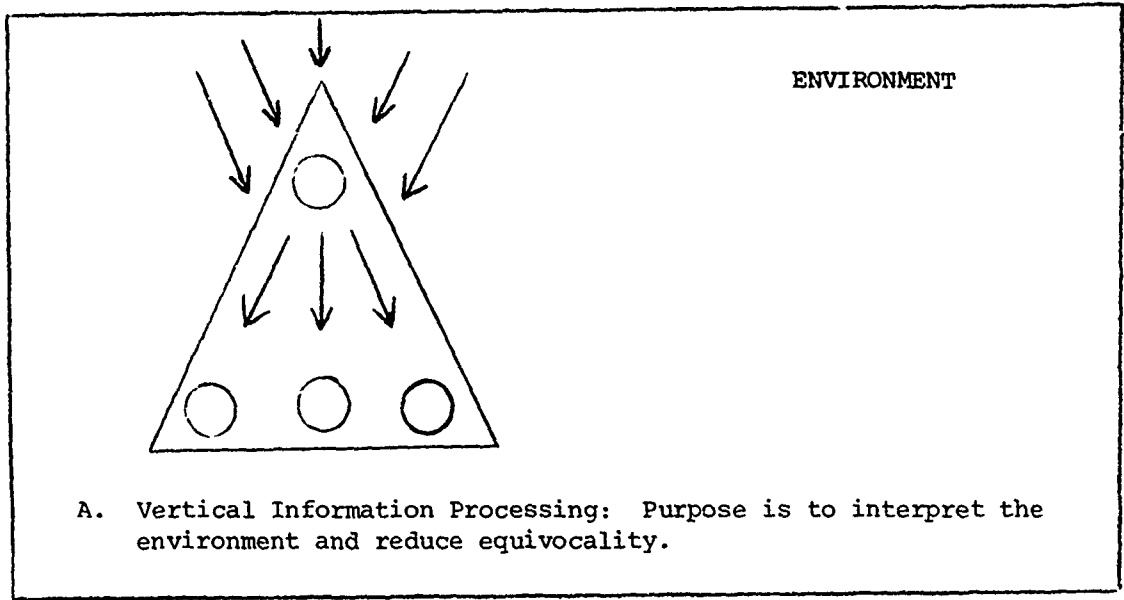 ENVIRONMENT
A. Vertical Information Processing: Purpose is to interpret the
environment and reduce equivocality.